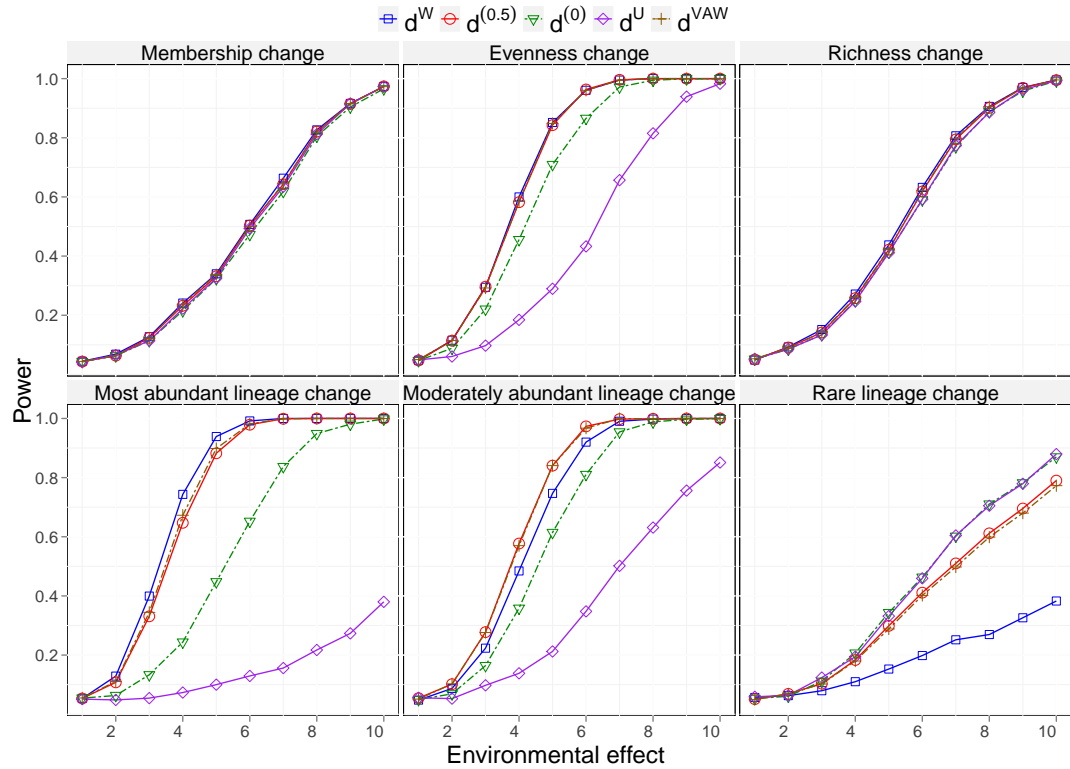 d^W d^(0.5) d^(0) d^U d^VAW
Membership change
Evenness change
Richness change
1.0
0.8
0.6
0.4
0.2
Most abundant lineage change
Moderately abundant lineage change
Rare lineage change
1.0
0.8
0.6
0.4
0.2
Power
2 4 6 8 10
2 4 6 8 10
2 4 6 8 10
Environmental effect